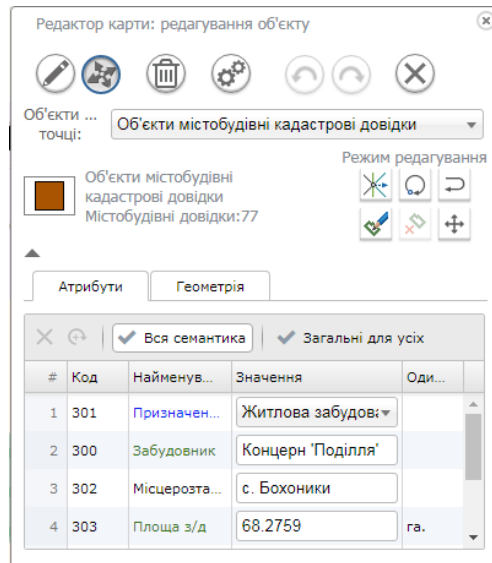 Редактор карти: редагування об'єкту
Об'єкти ... точці:
Об'єкти містобудівні кадастрові довідки
Режим редагування
Об'єкти містобудівні
кадастрові довідки
Містобудівні довідки:77
Атрибути Геометрія
Вся семантика Загальні для усіх
# Код Найменув... Значення Оди...
1 301 Призначен... Житлова забудова
2 300 Забудовник Концерн 'Поділля'
3 302 Місцерозта... с. Бохоники
4 303 Площа з/д 68.2759 га.